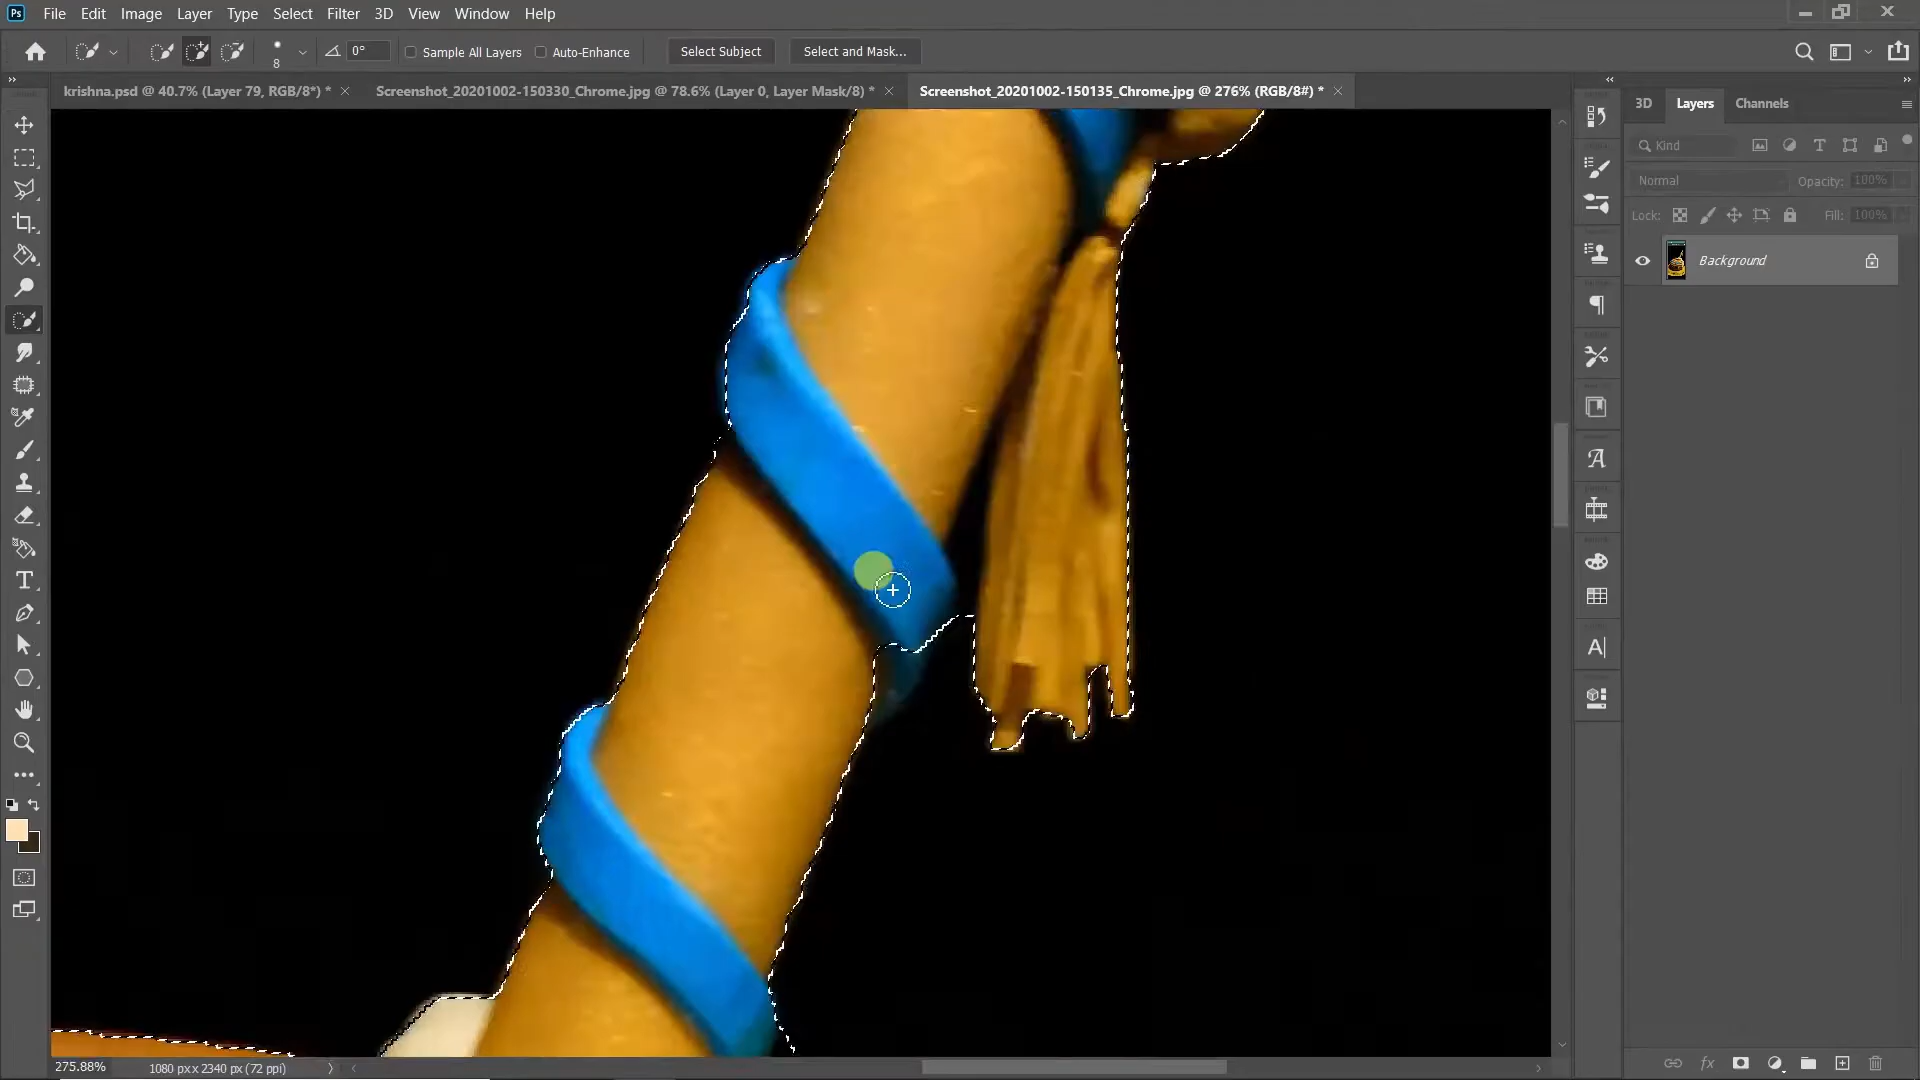 Ps File Edit Image Layer Type Select Filter 3D View Window Help
8 0° Sample All Layers Auto-Enhance Select Subject Select and Mask...
krishna.psd @ 40.7% (Layer 79, RGB/8*) * Screenshot_20201002-150330_Chrome.jpg @ 78.6% (Layer 0, Layer Mask/8) * Screenshot_20201002-150135_Chrome.jpg @ 276% (RGB/8#) *
3D Layers Channels
Kind
Normal Opacity: 100%
Lock: Fill: 100%
Background
275.88% 1080 px x 2340 px (72 ppi)